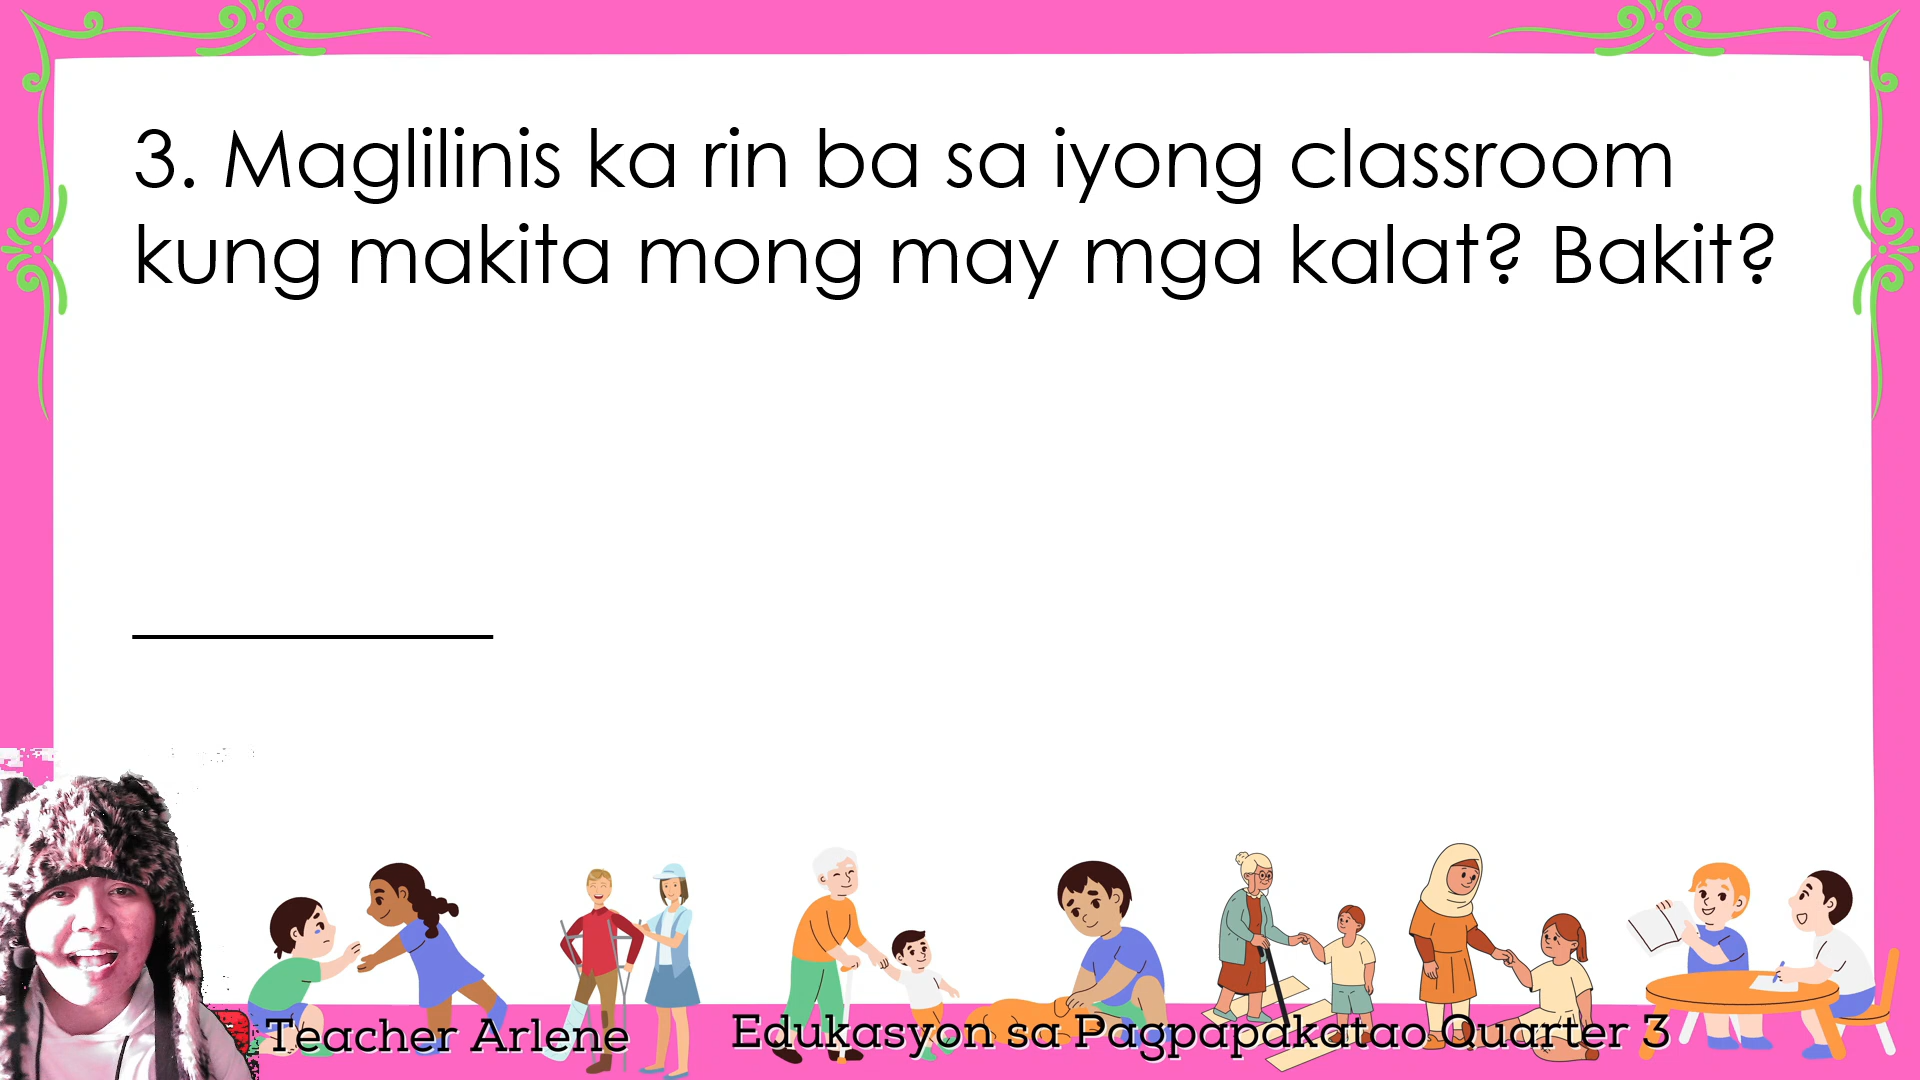 3. Maglilinis ka rin ba sa iyong classroom
kung makita mong may mga kalat? Bakit?
Teacher Arlene
Edukasyon sa Pagpapakatao Quarter 3